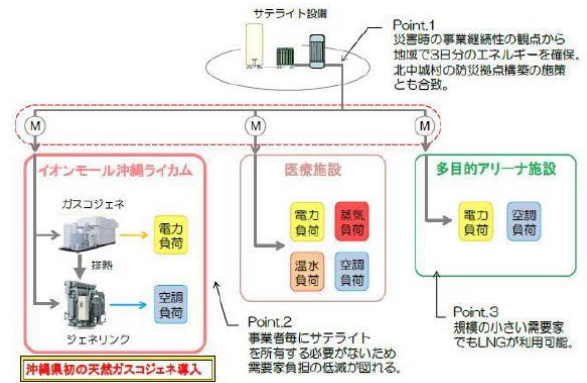 サテライト設備
Point.1
災害時の事業継続性の観点から
地域で3日分のエネルギーを確保。
北中城村の防災拠点構築の施策
とも合致。
M
M
M
イオンモール沖縄ライカム
ガスコジェネ
電力
負荷
排熱
空調
負荷
ジェネリンク
沖縄県初の天然ガスコジェネ導入
医療施設
電力
負荷
蒸気
負荷
温水
負荷
空調
負荷
Point.2
事業者毎にサテライト
を所有する必要がないため
需要家負担の低減が図れる。
多目的アリーナ施設
電力
負荷
空調
負荷
Point.3
規模の小さい需要家
でもLNGが利用可能。